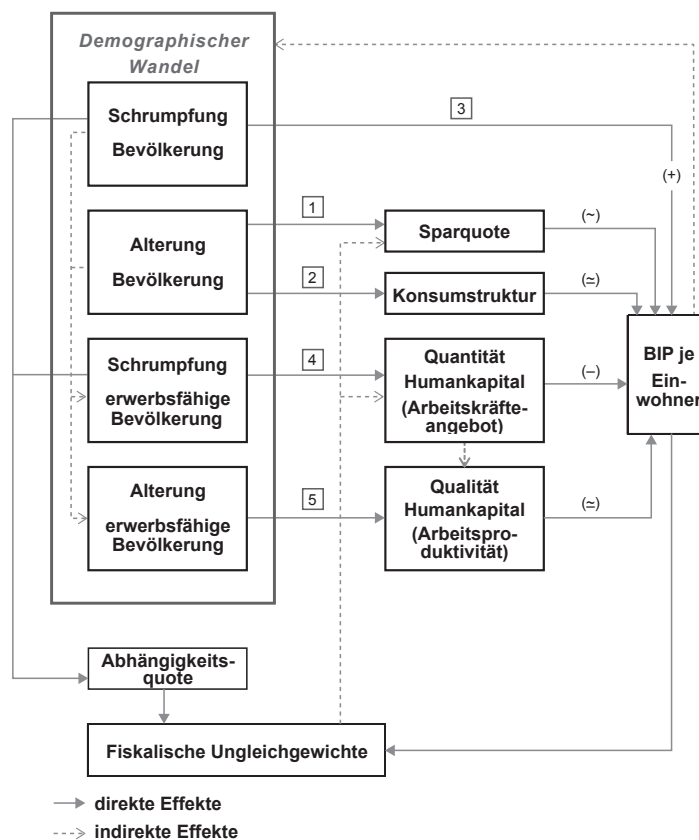 Demographischer
Wandel
Schrumpfung
Bevölkerung
3
(+)
Alterung
Bevölkerung
1
Sparquote
(~)
2
Konsumstruktur
(≃)
Schrumpfung
erwerbsfähige
Bevölkerung
4
Quantität
Humankapital
(Arbeitskräfte-
angebot)
(–)
BIP je
Ein-
wohner
Alterung
erwerbsfähige
Bevölkerung
5
Qualität
Humankapital
(Arbeitspro-
duktivität)
(≃)
Abhängigkeits-
quote
Fiskalische Ungleichgewichte
direkte Effekte
indirekte Effekte